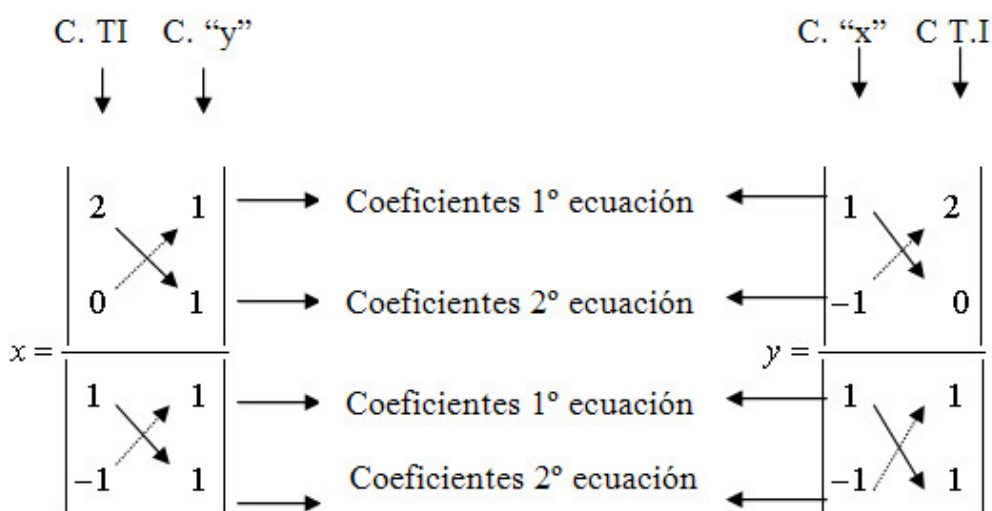 C. TI C. “y” C. “x” C T.I
2 1 Coeficientes 1º ecuación 1 2
0 1 Coeficientes 2º ecuación −1 0
x = y =
1 1 Coeficientes 1º ecuación 1 1
−1 1 Coeficientes 2º ecuación −1 1